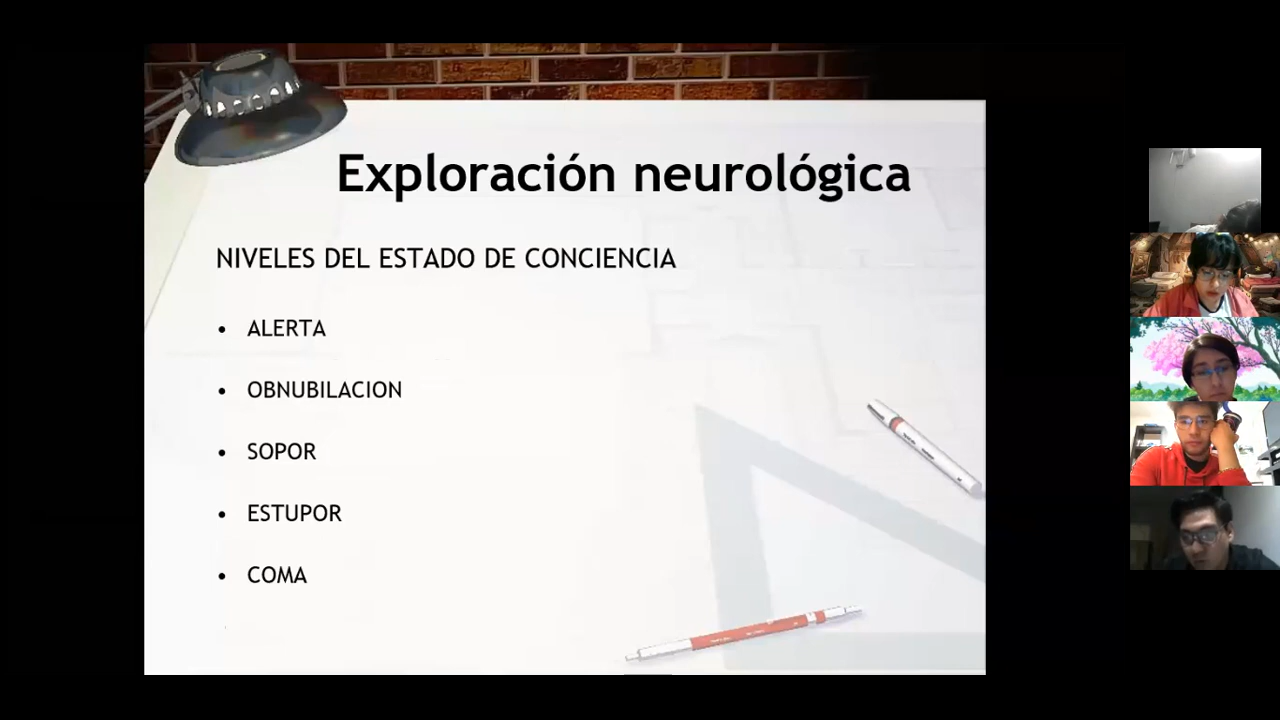 Exploración neurológica
NIVELES DEL ESTADO DE CONCIENCIA
• ALERTA
• OBNUBILACION
• SOPOR
• ESTUPOR
• COMA